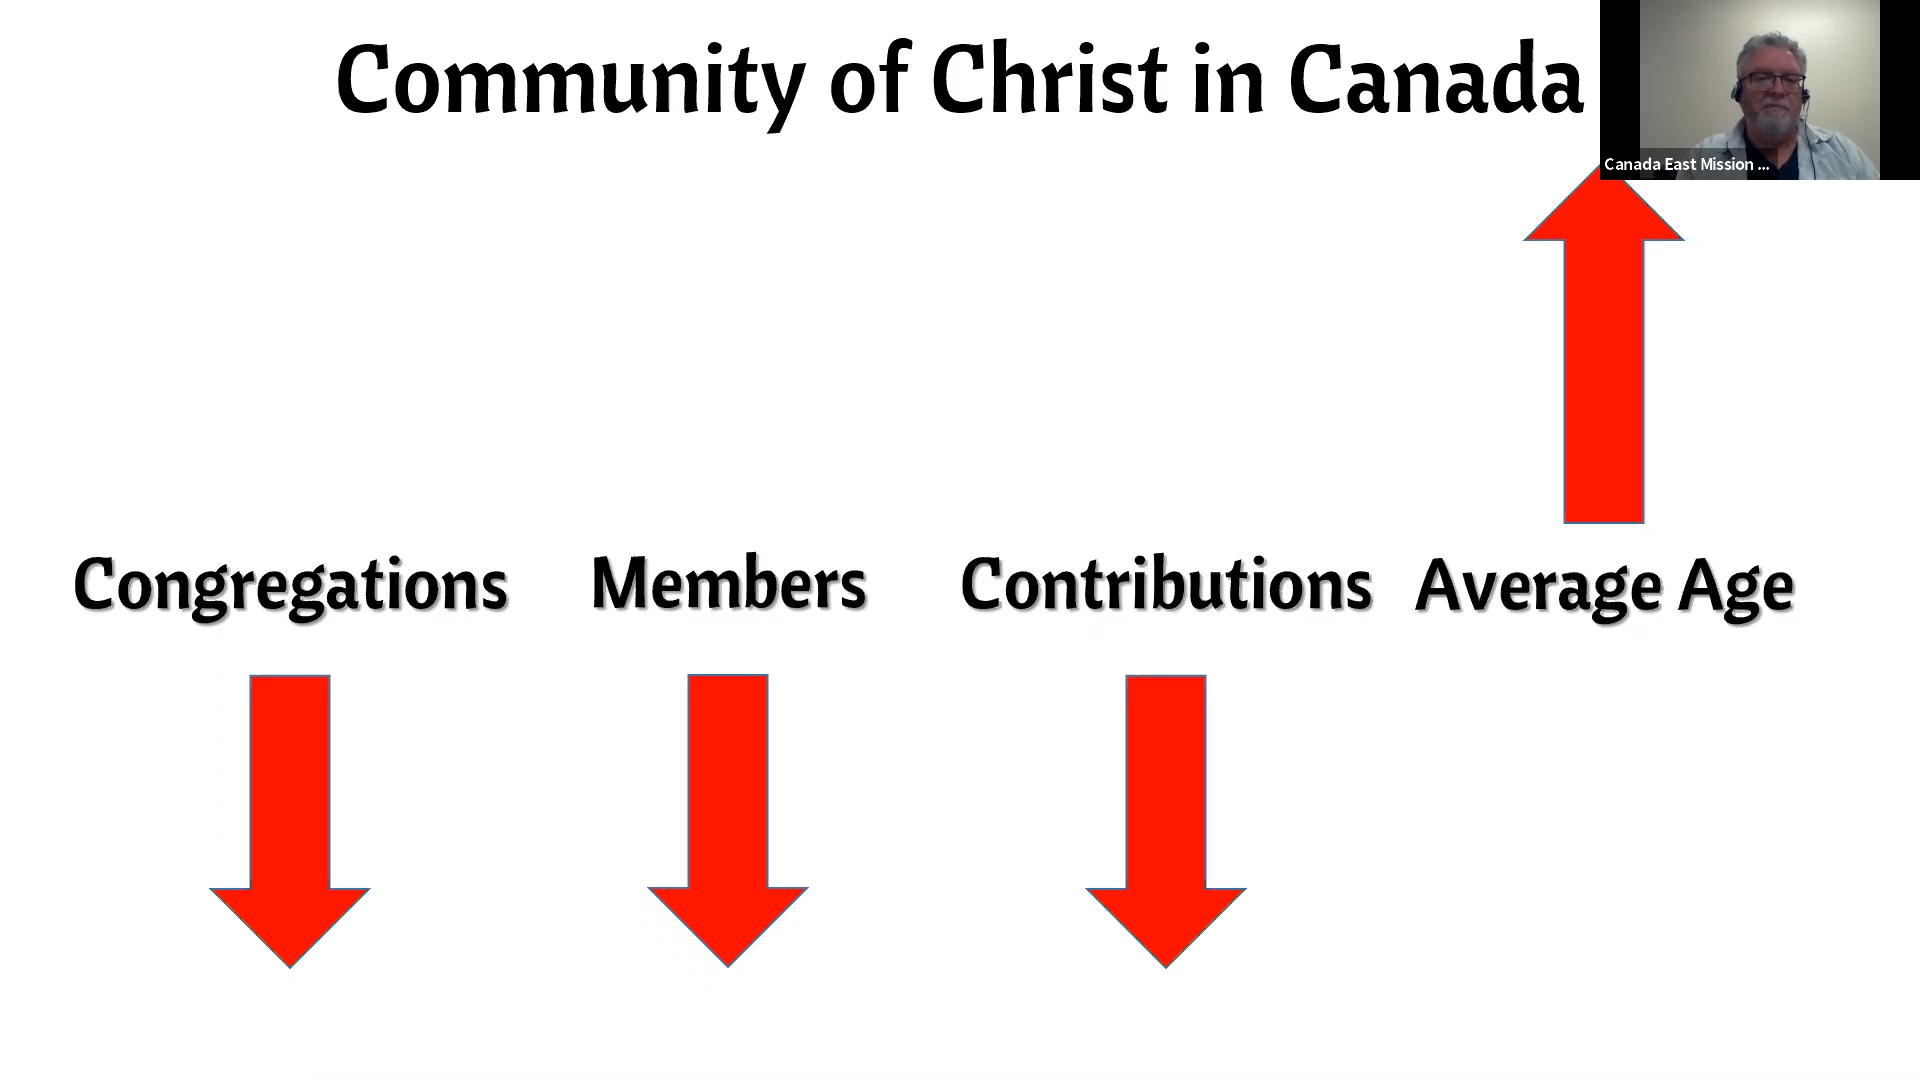 Community of Christ in Canada
Canada East Mission ...
Congregations Members Contributions Average Age